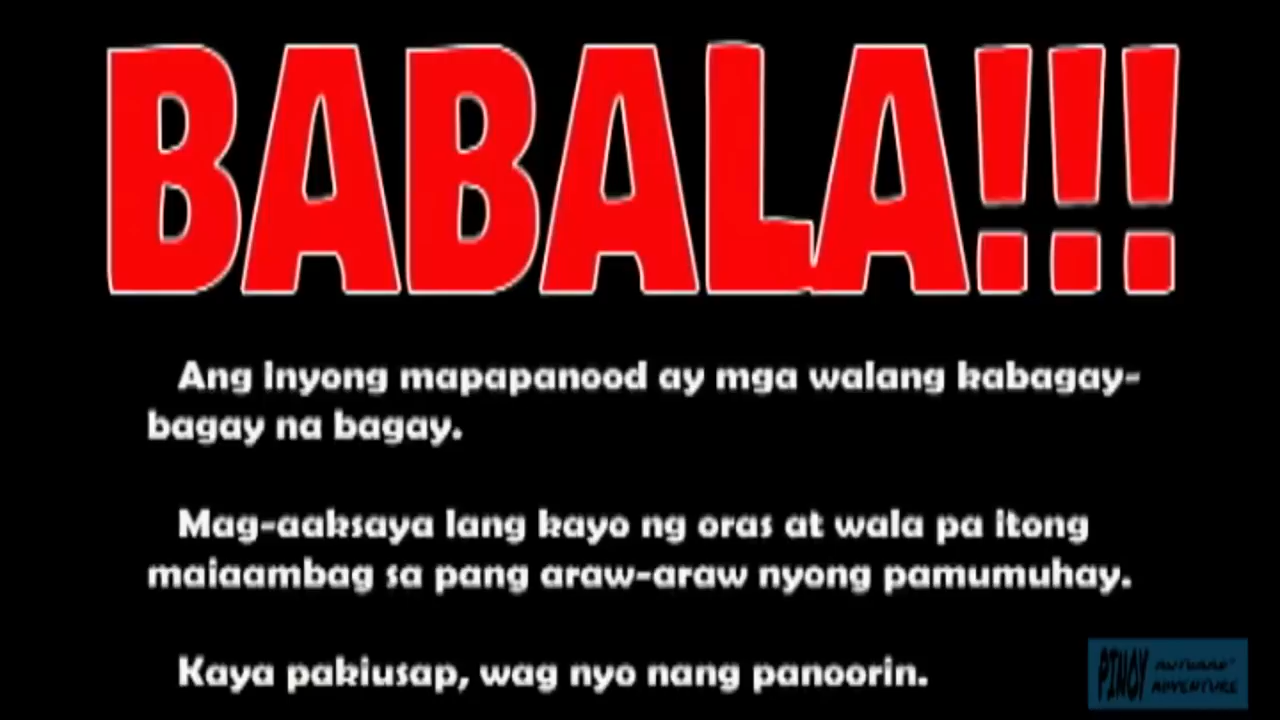 BABALA!!!
Ang Inyong mapapanood ay mga walang kabagay-
bagay na bagay.
Mag-aaksaya lang kayo ng oras at wala pa itong
maiaambag sa pang araw-araw nyong pamumuhay.
Kaya pakiusap, wag nyo nang panoorin.
PINOY
ADVENTURE